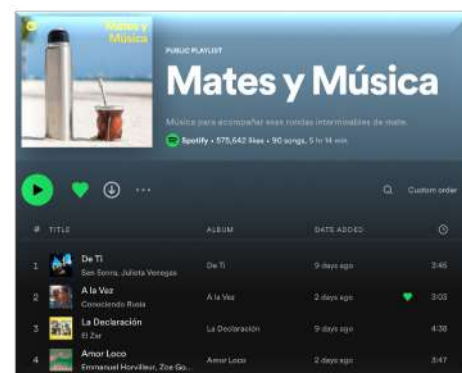 Mates y
Música
PUBLIC PLAYLIST
Mates y Música
Música para acompañar esas rondas interminables de mate.
Spotify • 575,642 likes • 90 songs, 5 hr 14 min
Custom order
# TITLE ALBUM DATE ADDED
1 De Ti De Ti 9 days ago 3:45
Sen Senra, Julieta Venegas
2 A la Vez A la Vez 2 days ago 3:03
Conociendo Rusia
3 La Declaración La Declaración 9 days ago 4:38
El Zar
4 Amor Loco Amor Loco 2 days ago 3:47
Emmanuel Horvilleur, Zoe Go...